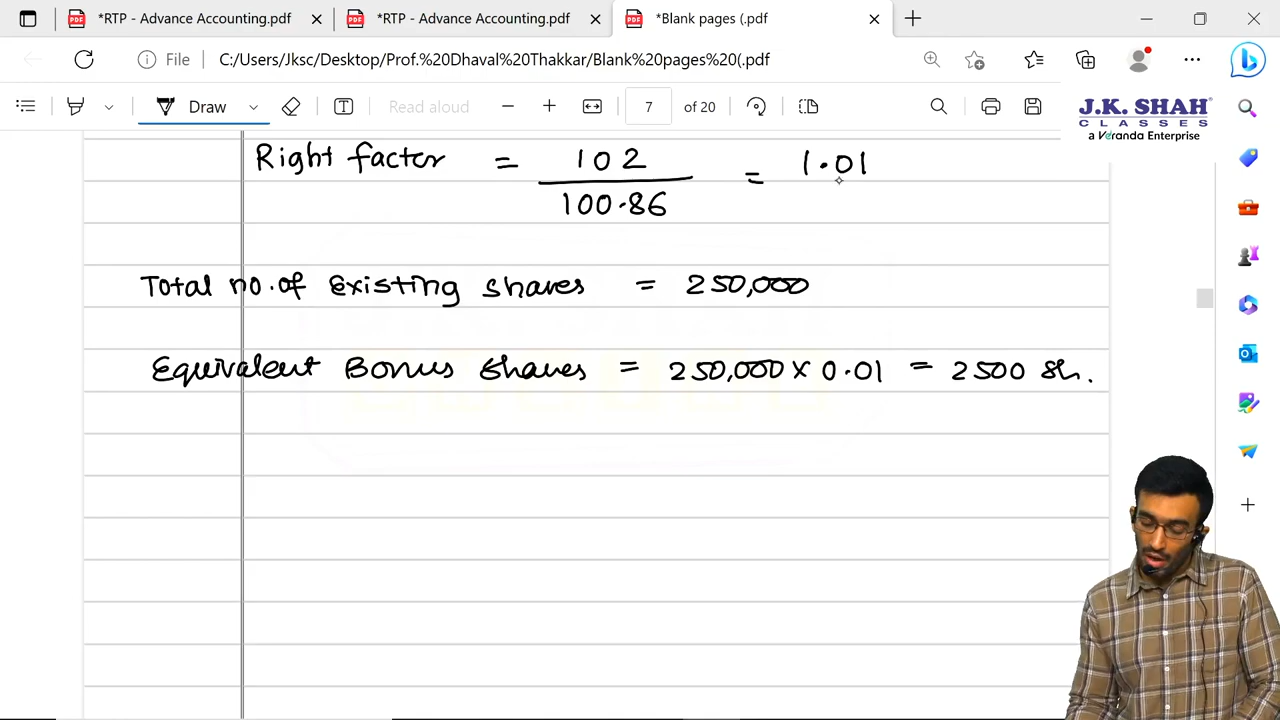 *RTP - Advance Accounting.pdf
*RTP - Advance Accounting.pdf
*Blank pages (.pdf
File C:/Users/Jksc/Desktop/Prof.%20Dhaval%20Thakkar/Blank%20pages%20(.pdf
Draw Read aloud 7 of 20
J.K. SHAH®
CLASSES
a Veranda Enterprise
Right factor = 102 / 100.86 = 1.01
Total no. of existing shares = 250,000
Equivalent Bonus shares = 250,000 x 0.01 = 2500 sh.